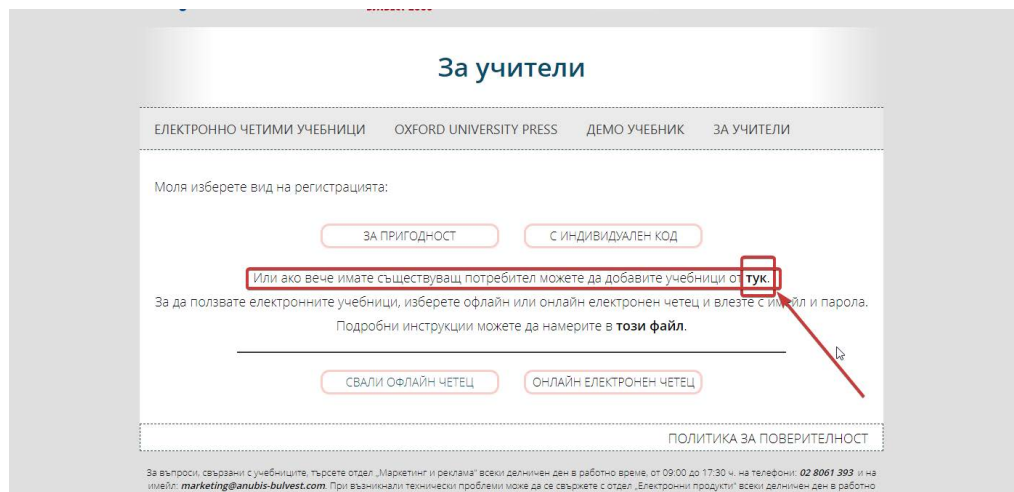 За учители
ЕЛЕКТРОННО ЧЕТИМИ УЧЕБНИЦИ OXFORD UNIVERSITY PRESS ДЕМО УЧЕБНИК ЗА УЧИТЕЛИ
Моля изберете вид на регистрацията:
ЗА ПРИГОДНОСТ С ИНДИВИДУАЛЕН КОД
Или ако вече имате съществуващ потребител може да добавите учебници от тук.
За да ползвате електронните учебници, изберете офлайн или онлайн електронен четец и влезте с имейл и парола.
Подробни инструкции можете да намерите в този файл.
СВАЛИ ОФЛАЙН ЧЕТЕЦ ОНЛАЙН ЕЛЕКТРОНЕН ЧЕТЕЦ
ПОЛИТИКА ЗА ПОВЕРИТЕЛНОСТ
За въпроси, свързани с учебниците, търсете отдел „Маркетинг и реклама" всеки делничен ден в работно време, от 09:00 до 17:30 ч. на телефони: 02 8061 393 и на
имейл: marketing@anubis-bulvest.com. При възникнали технически проблеми може да се свържете с отдел „Електронни продукти" всеки делничен ден в работно